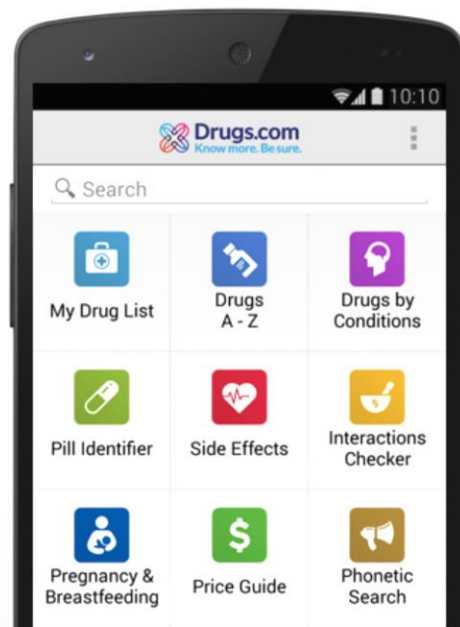 10:10
Drugs.com
Know more. Be sure.
Search
My Drug List
Drugs
A - Z
Drugs by
Conditions
Pill Identifier
Side Effects
Interactions
Checker
Pregnancy &
Breastfeeding
Price Guide
Phonetic
Search